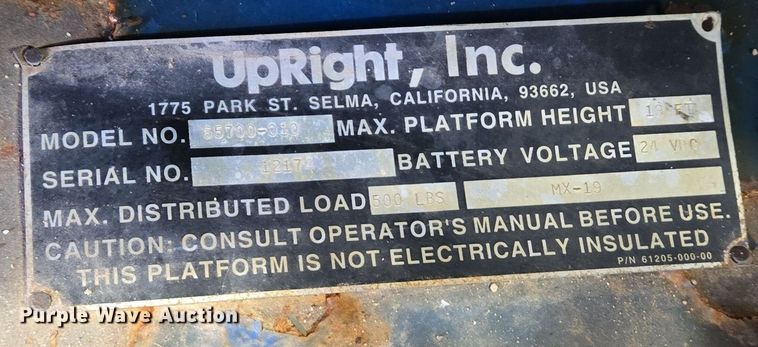 UpRight, Inc.
1775 PARK ST. SELMA, CALIFORNIA, 93662, USA
MODEL NO. MAX. PLATFORM HEIGHT
SERIAL NO. BATTERY VOLTAGE 24 VDC
MAX. DISTRIBUTED LOAD 500 LBS MX-19
CAUTION: CONSULT OPERATOR'S MANUAL BEFORE USE.
THIS PLATFORM IS NOT ELECTRICALLY INSULATED
P/N 61205-000-00
Purple Wave Auction